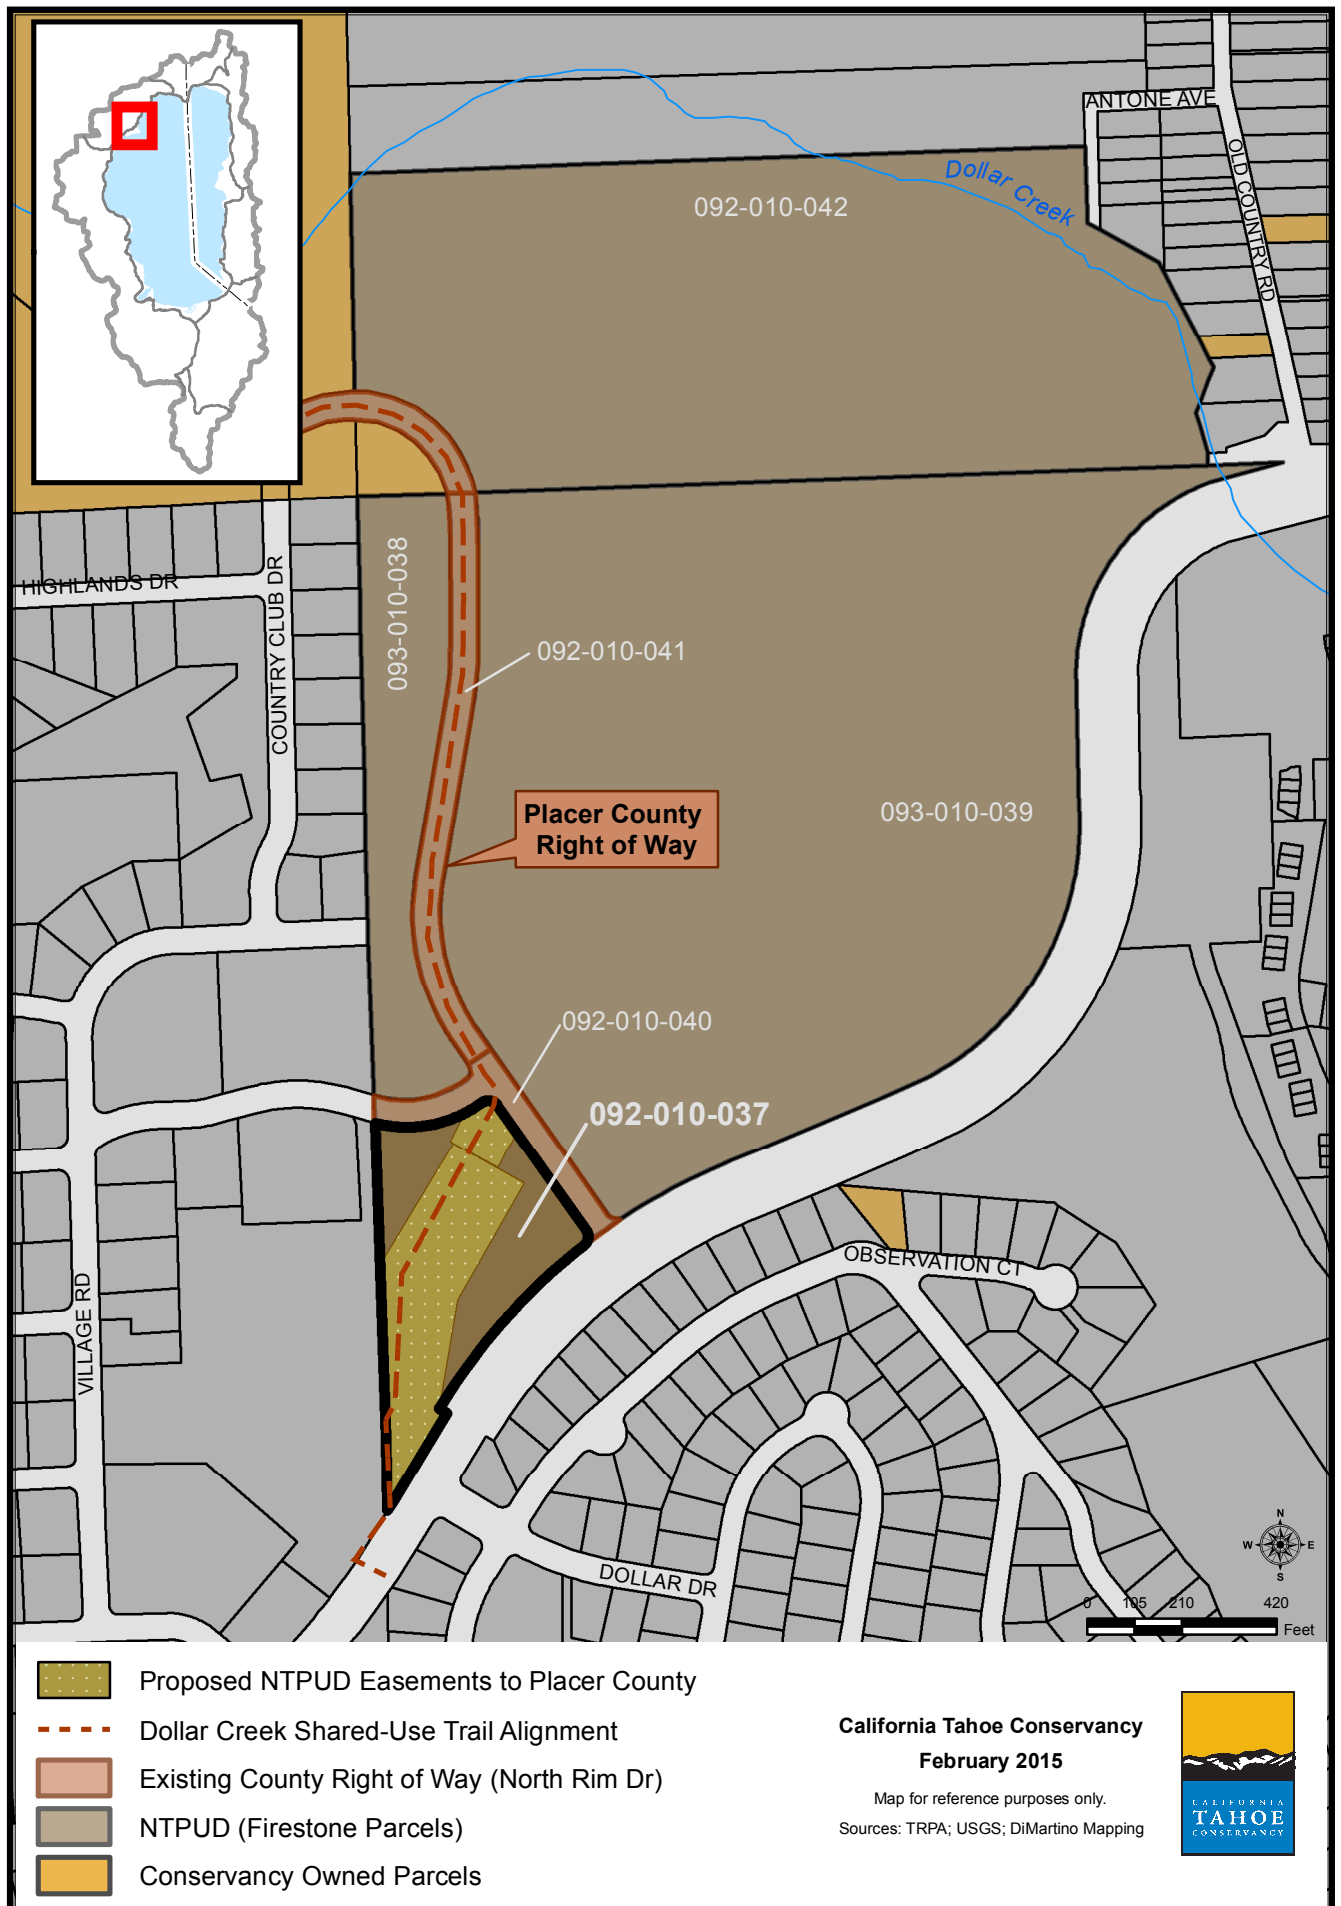 ANTONE AVE
OLD COUNTRY RD
Dollar Creek
092-010-042
HIGHLANDS DR
COUNTRY CLUB DR
093-010-038
092-010-041
Placer County
Right of Way
093-010-039
092-010-040
092-010-037
OBSERVATION CT
VILLAGE RD
DOLLAR DR
N
W
E
S
0 105 210 420
Feet
Proposed NTPUD Easements to Placer County
Dollar Creek Shared-Use Trail Alignment
Existing County Right of Way (North Rim Dr)
NTPUD (Firestone Parcels)
Conservancy Owned Parcels
California Tahoe Conservancy
February 2015
Map for reference purposes only.
Sources: TRPA; USGS; DiMartino Mapping
CALIFORNIA
TAHOE
CONSERVANCY